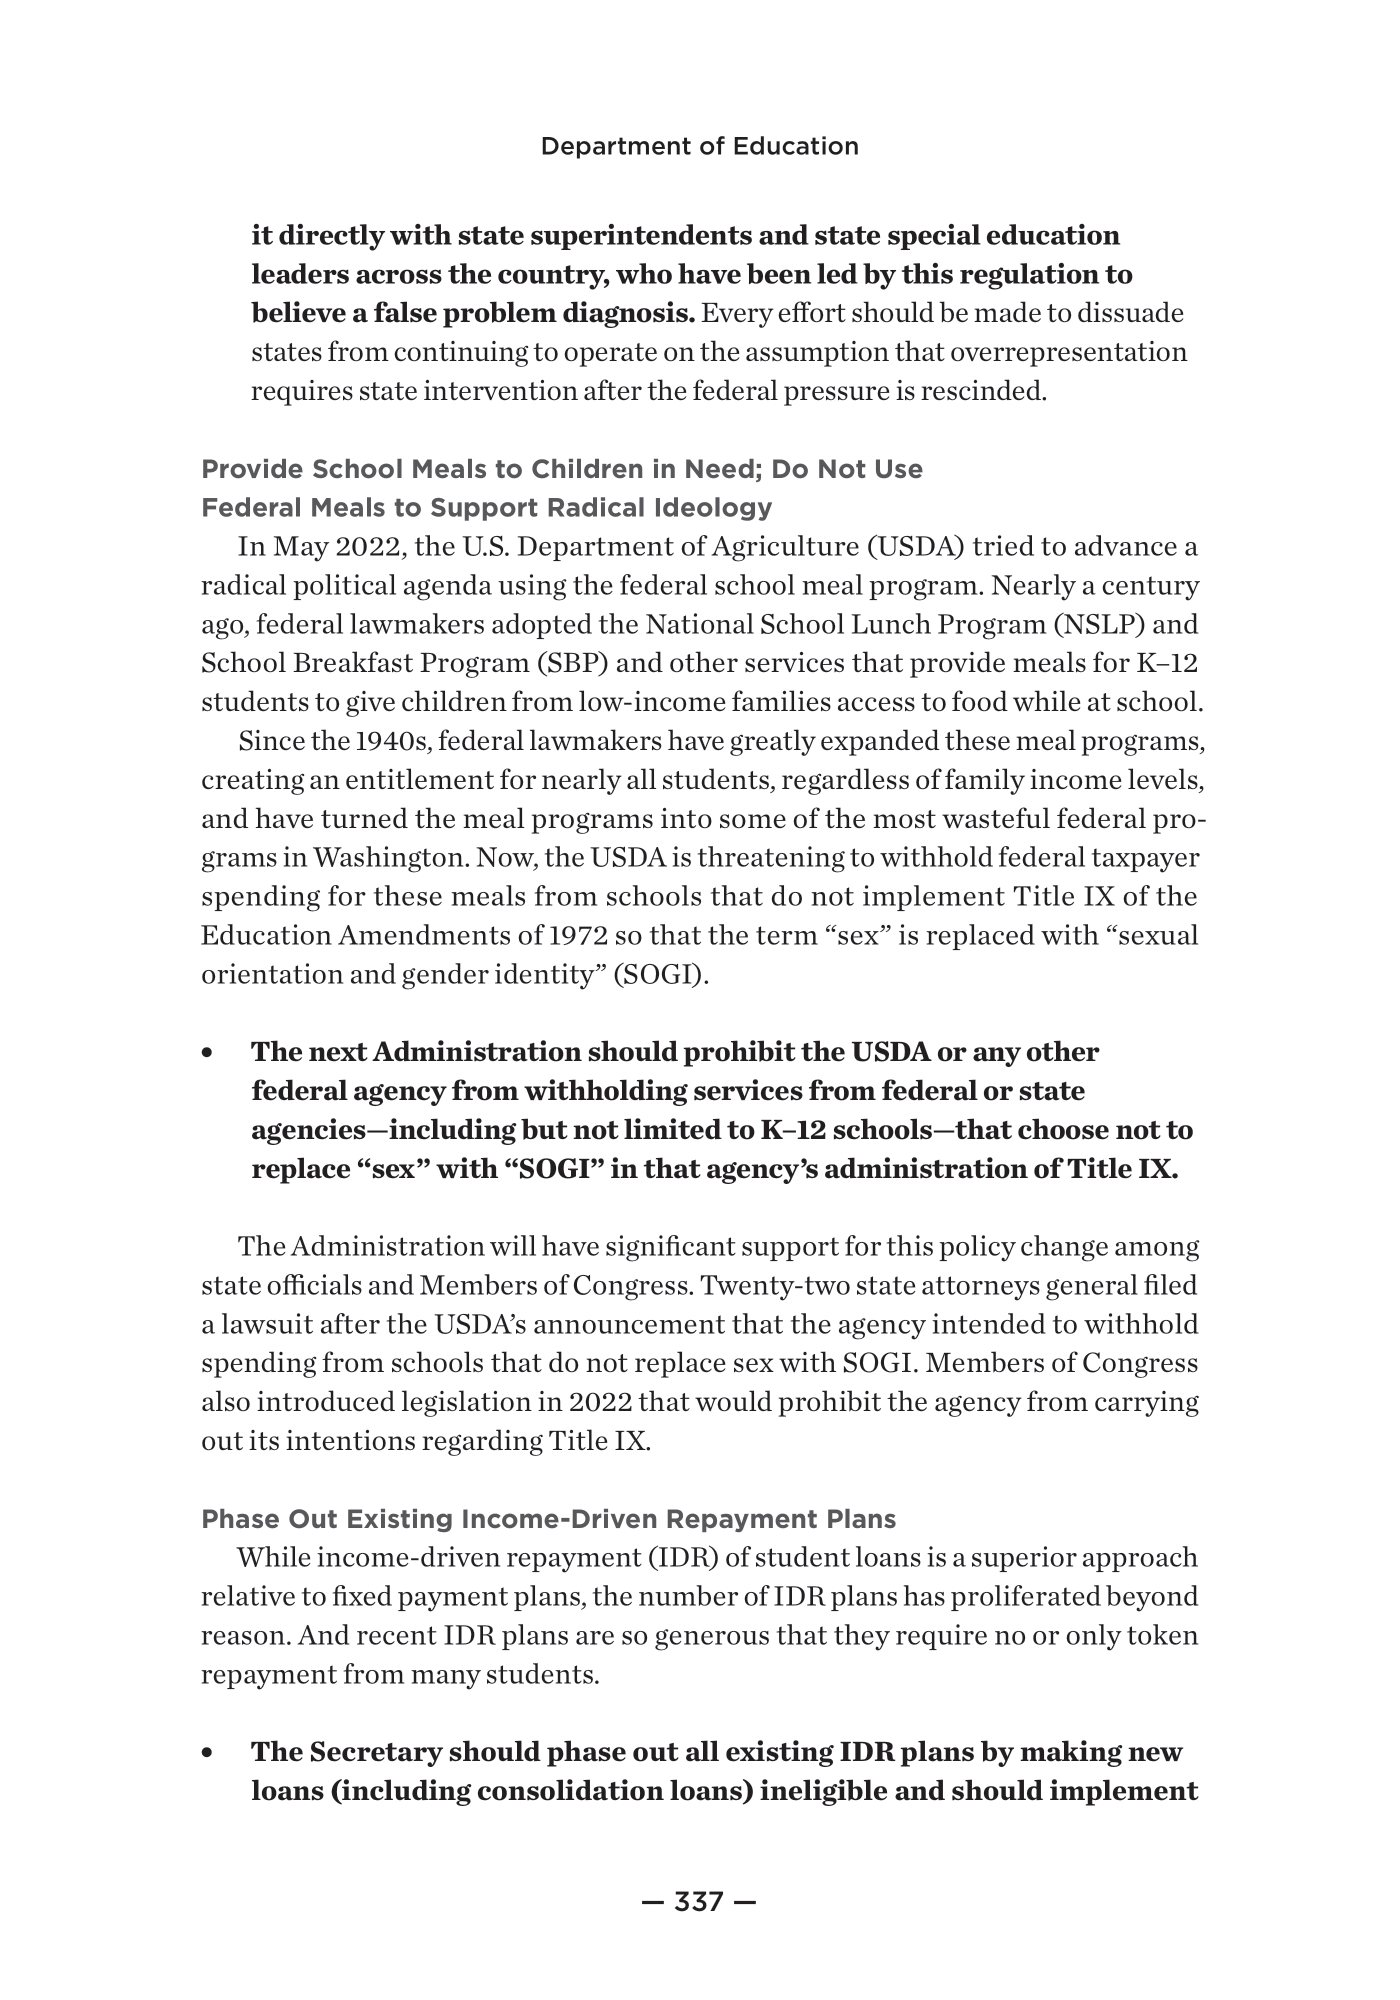 Department of Education
it directly with state superintendents and state special education
leaders across the country, who have been led by this regulation to
believe a false problem diagnosis. Every effort should be made to dissuade
states from continuing to operate on the assumption that overrepresentation
requires state intervention after the federal pressure is rescinded.
Provide School Meals to Children in Need; Do Not Use
Federal Meals to Support Radical Ideology
In May 2022, the U.S. Department of Agriculture (USDA) tried to advance a
radical political agenda using the federal school meal program. Nearly a century
ago, federal lawmakers adopted the National School Lunch Program (NSLP) and
School Breakfast Program (SBP) and other services that provide meals for K–12
students to give children from low-income families access to food while at school.
Since the 1940s, federal lawmakers have greatly expanded these meal programs,
creating an entitlement for nearly all students, regardless of family income levels,
and have turned the meal programs into some of the most wasteful federal pro-
grams in Washington. Now, the USDA is threatening to withhold federal taxpayer
spending for these meals from schools that do not implement Title IX of the
Education Amendments of 1972 so that the term “sex” is replaced with “sexual
orientation and gender identity” (SOGI).
• The next Administration should prohibit the USDA or any other
federal agency from withholding services from federal or state
agencies—including but not limited to K–12 schools—that choose not to
replace “sex” with “SOGI” in that agency’s administration of Title IX.
The Administration will have significant support for this policy change among
state officials and Members of Congress. Twenty-two state attorneys general filed
a lawsuit after the USDA’s announcement that the agency intended to withhold
spending from schools that do not replace sex with SOGI. Members of Congress
also introduced legislation in 2022 that would prohibit the agency from carrying
out its intentions regarding Title IX.
Phase Out Existing Income-Driven Repayment Plans
While income-driven repayment (IDR) of student loans is a superior approach
relative to fixed payment plans, the number of IDR plans has proliferated beyond
reason. And recent IDR plans are so generous that they require no or only token
repayment from many students.
• The Secretary should phase out all existing IDR plans by making new
loans (including consolidation loans) ineligible and should implement
— 337 —